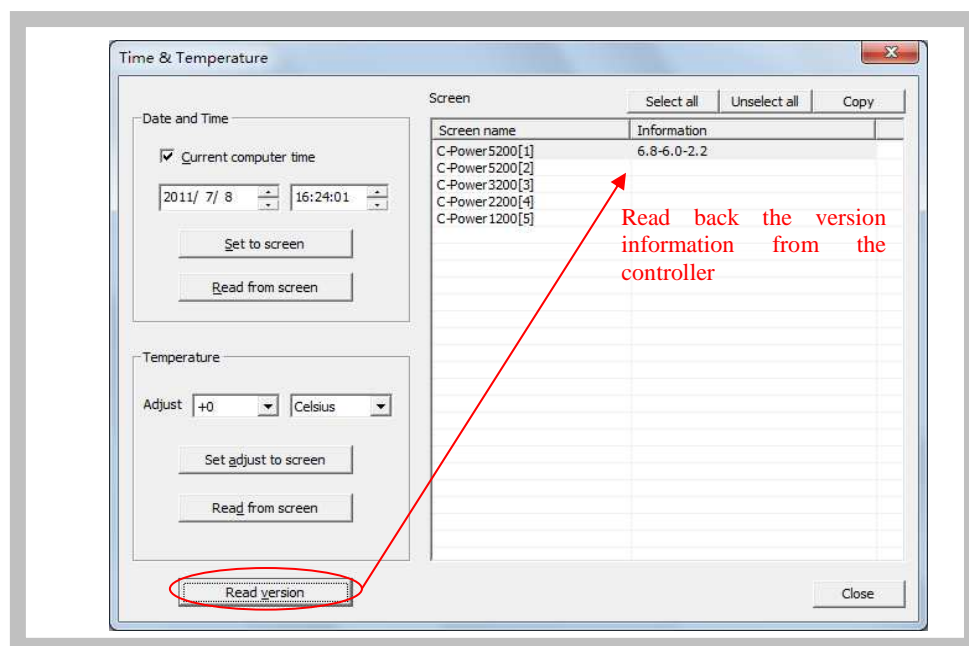 Time & Temperature
Screen
Select all
Unselect all
Copy
Date and Time
Current computer time
2011/ 7/ 8
16:24:01
Set to screen
Read from screen
Temperature
Adjust
+0
Celsius
Set adjust to screen
Read from screen
Read version
Screen name
Information
C-Power5200[1]
6.8-6.0-2.2
C-Power5200[2]
C-Power3200[3]
C-Power2200[4]
C-Power1200[5]
Read back the version
information from the
controller
Close